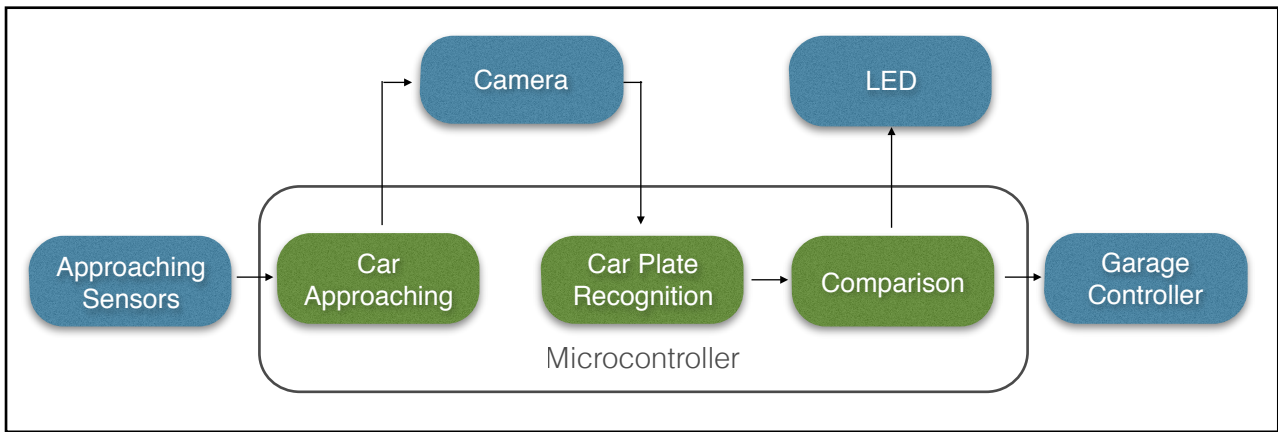 Camera
LED
Approaching
Sensors
Car
Approaching
Car Plate
Recognition
Comparison
Garage
Controller
Microcontroller